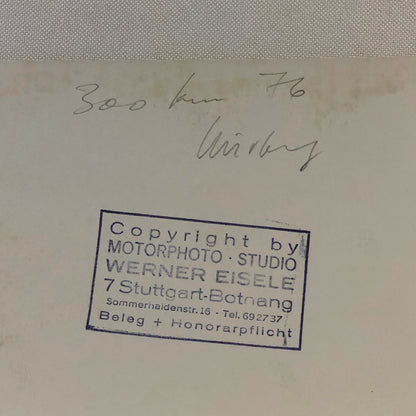 300 km 76
Copyright by
MOTORPHOTO · STUDIO
WERNER EISELE
7 Stuttgart-Botnang
Sommerhaldenstr. 16 - Tel. 692737
Beleg + Honorarpflicht